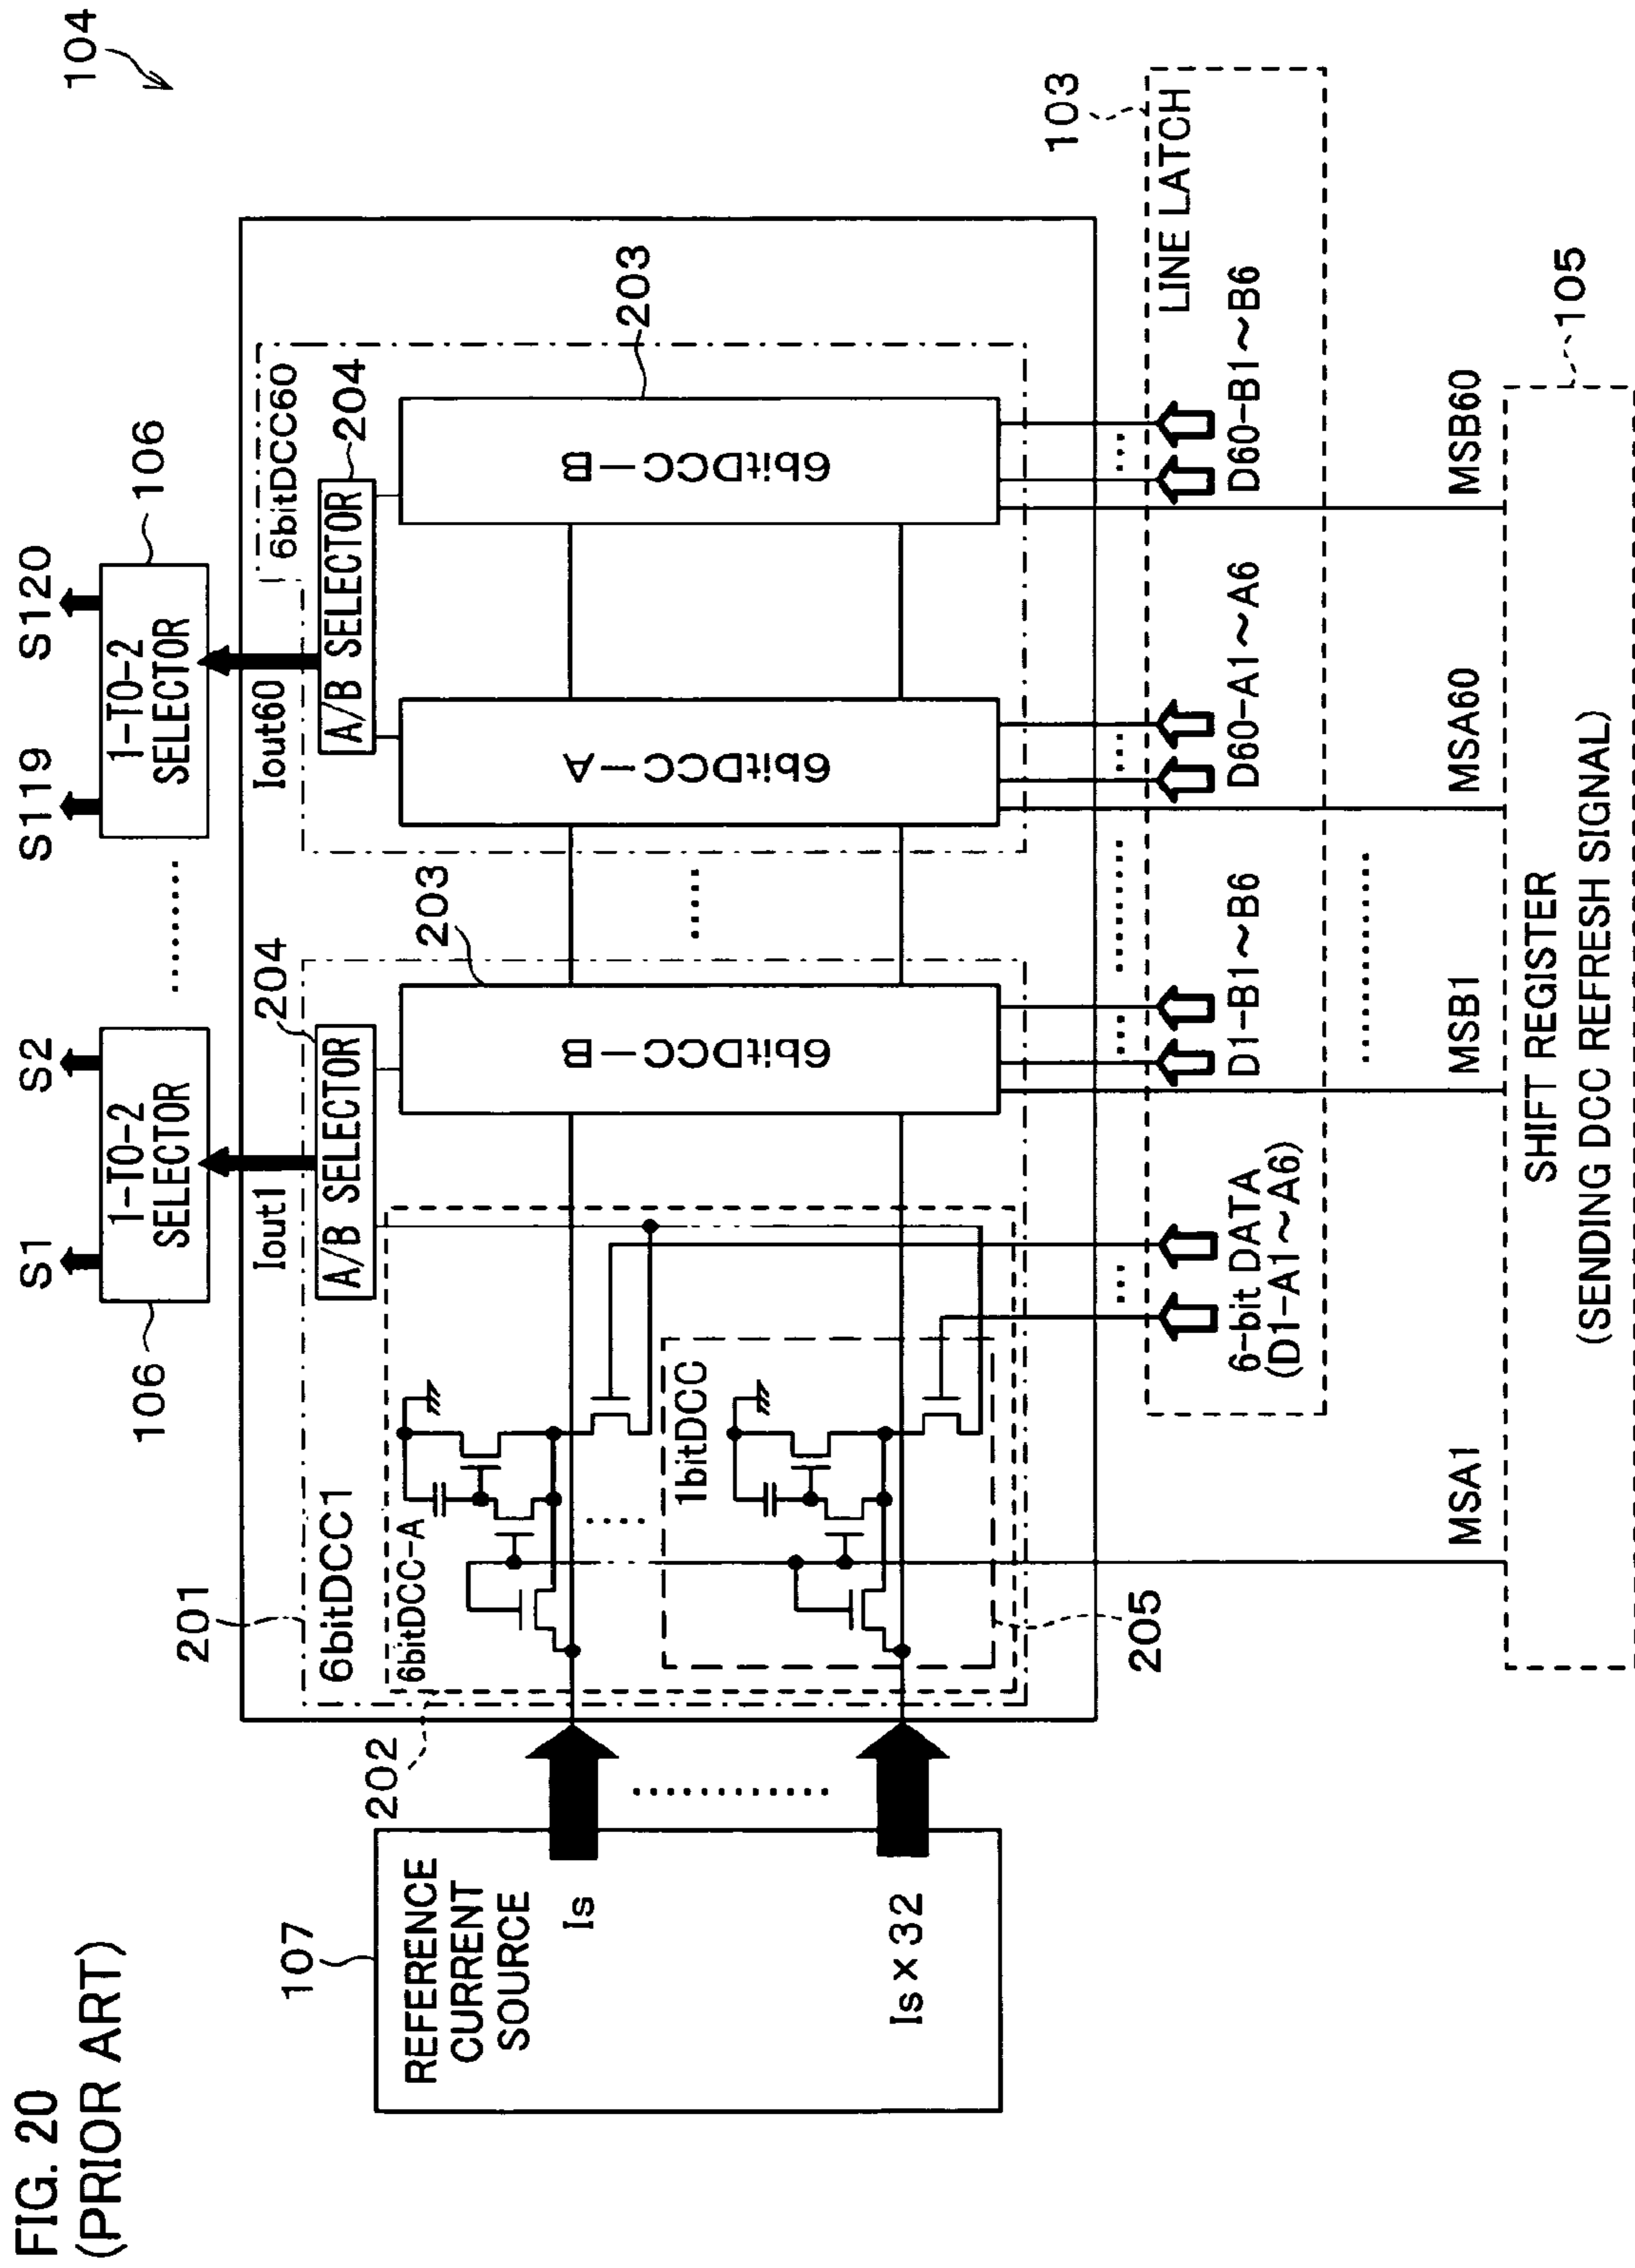 FIG. 20
(PRIOR ART)
104
S1
S2
S119
S120
1-TO-2
SELECTOR
106
1-TO-2
SELECTOR
106
Iout1
Iout60
201
6bitDCC1
A/B SELECTOR
204
6bitDCC60
A/B SELECTOR
204
202
6bitDCC-A
1bitDCC
205
6bitDCC-B
203
6bitDCC-A
6bitDCC-B
203
107
REFERENCE
CURRENT
SOURCE
Is
Is×32
103
LINE LATCH
6-bit DATA
(D1-A1~A6)
D1-B1~B6
D60-A1~A6
D60-B1~B6
MSA1
MSB1
MSA60
MSB60
105
SHIFT REGISTER
(SENDING DCC REFRESH SIGNAL)